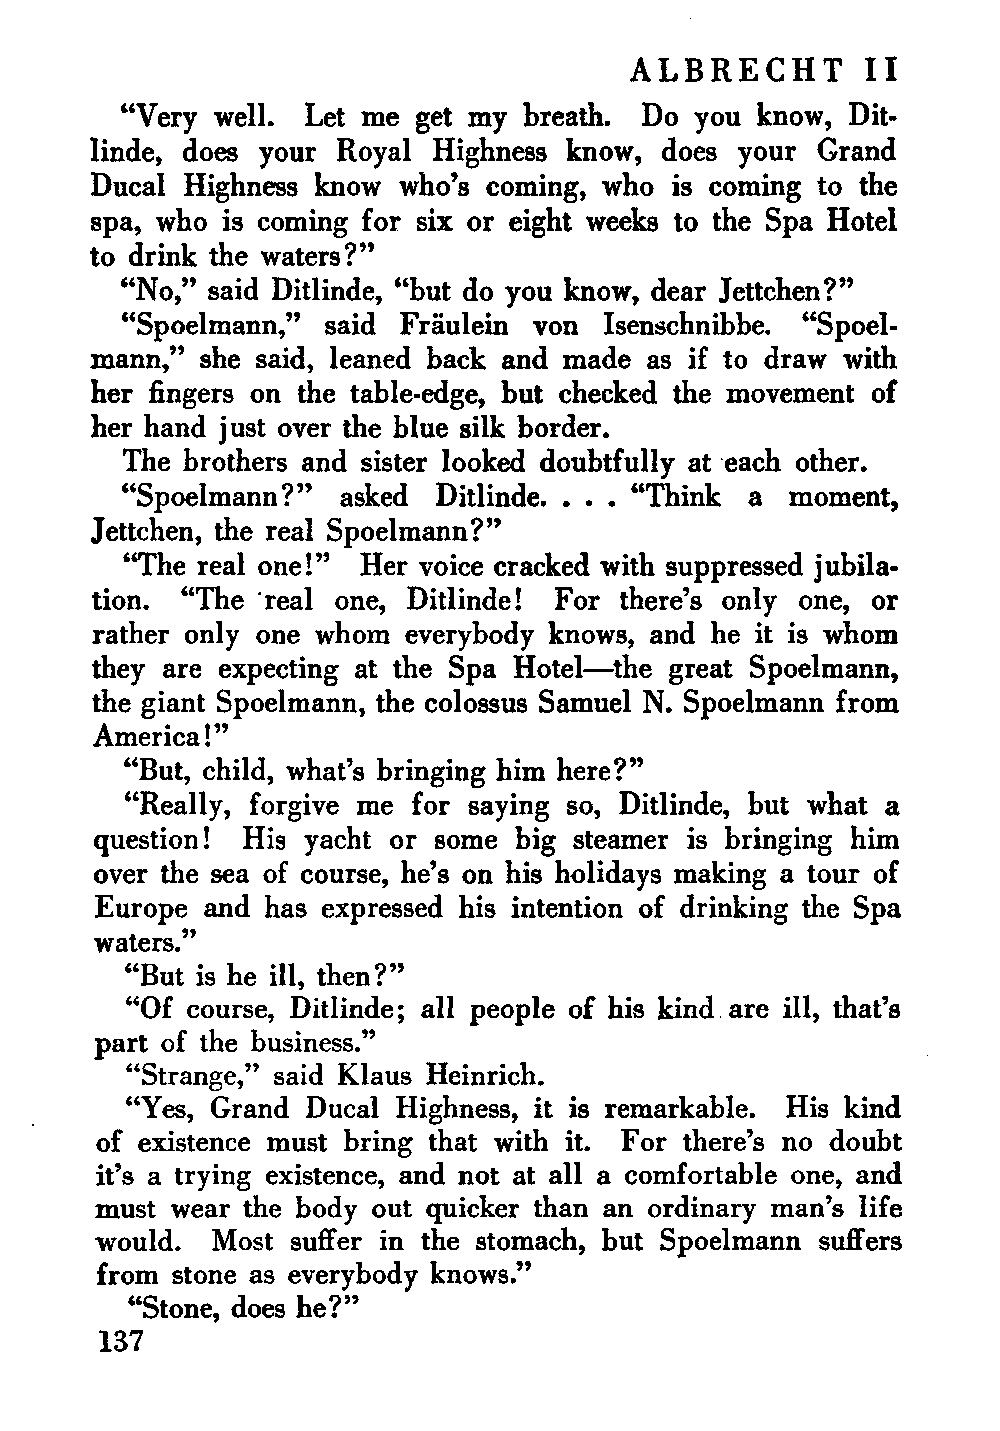 ALBRECHT II
“Very well. Let me get my breath. Do you know, Dit-
linde, does your Royal Highness know, does your Grand
Ducal Highness know who’s coming, who is coming to the
spa, who is coming for six or eight weeks to the Spa Hotel
to drink the waters?”
“No,” said Ditlinde, “but do you know, dear Jettchen?”
“Spoelmann,” said Fräulein von Isenschnibbe. “Spoel-
mann,” she said, leaned back and made as if to draw with
her fingers on the table-edge, but checked the movement of
her hand just over the blue silk border.
The brothers and sister looked doubtfully at each other.
“Spoelmann?” asked Ditlinde. . . . “Think a moment,
Jettchen, the real Spoelmann?”
“The real one!” Her voice cracked with suppressed jubila-
tion. “The real one, Ditlinde! For there’s only one, or
rather only one whom everybody knows, and he it is whom
they are expecting at the Spa Hotel—the great Spoelmann,
the giant Spoelmann, the colossus Samuel N. Spoelmann from
America!”
“But, child, what’s bringing him here?”
“Really, forgive me for saying so, Ditlinde, but what a
question! His yacht or some big steamer is bringing him
over the sea of course, he’s on his holidays making a tour of
Europe and has expressed his intention of drinking the Spa
waters.”
“But is he ill, then?”
“Of course, Ditlinde; all people of his kind are ill, that’s
part of the business.”
“Strange,” said Klaus Heinrich.
“Yes, Grand Ducal Highness, it is remarkable. His kind
of existence must bring that with it. For there’s no doubt
it’s a trying existence, and not at all a comfortable one, and
must wear the body out quicker than an ordinary man’s life
would. Most suffer in the stomach, but Spoelmann suffers
from stone as everybody knows.”
“Stone, does he?”
137